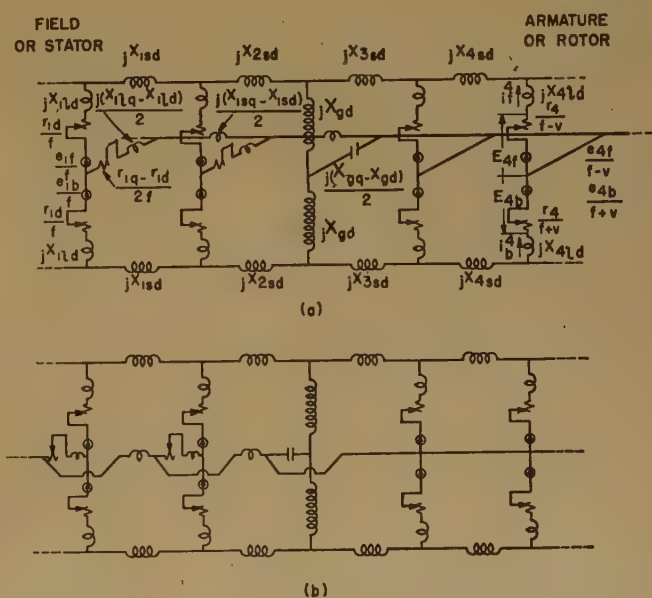 FIELD
OR STATOR
ARMATURE
OR ROTOR
jX1sd
jX2sd
jX3sd
jX4sd
jX1ld
j(X1lq-X1ld)
2
j(X1sq-X1sd)
2
r1d
f
e1f
f
e1b
f
r1q-r1d
2f
r1d
f
jX1ld
jXgd
j(Xgq-Xgd)
2
jXgd
i4f
jX4ld
r4
f-v
E4f
E4b
e4f
f-v
e4b
f+v
r4
f+v
i4b
jX4ld
jX1sd
jX2sd
jX3sd
jX4sd
(a)
(b)